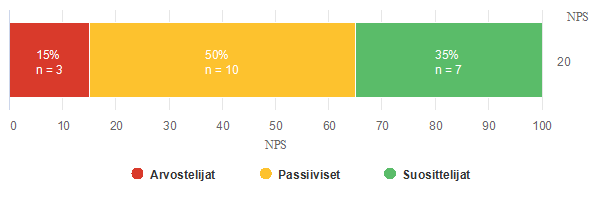 NPS
15%
n = 3
50%
n = 10
35%
n = 7
20
0 10 20 30 40 50 60 70 80 90 100
NPS
Arvostelijat Passiiviset Suosittelijat